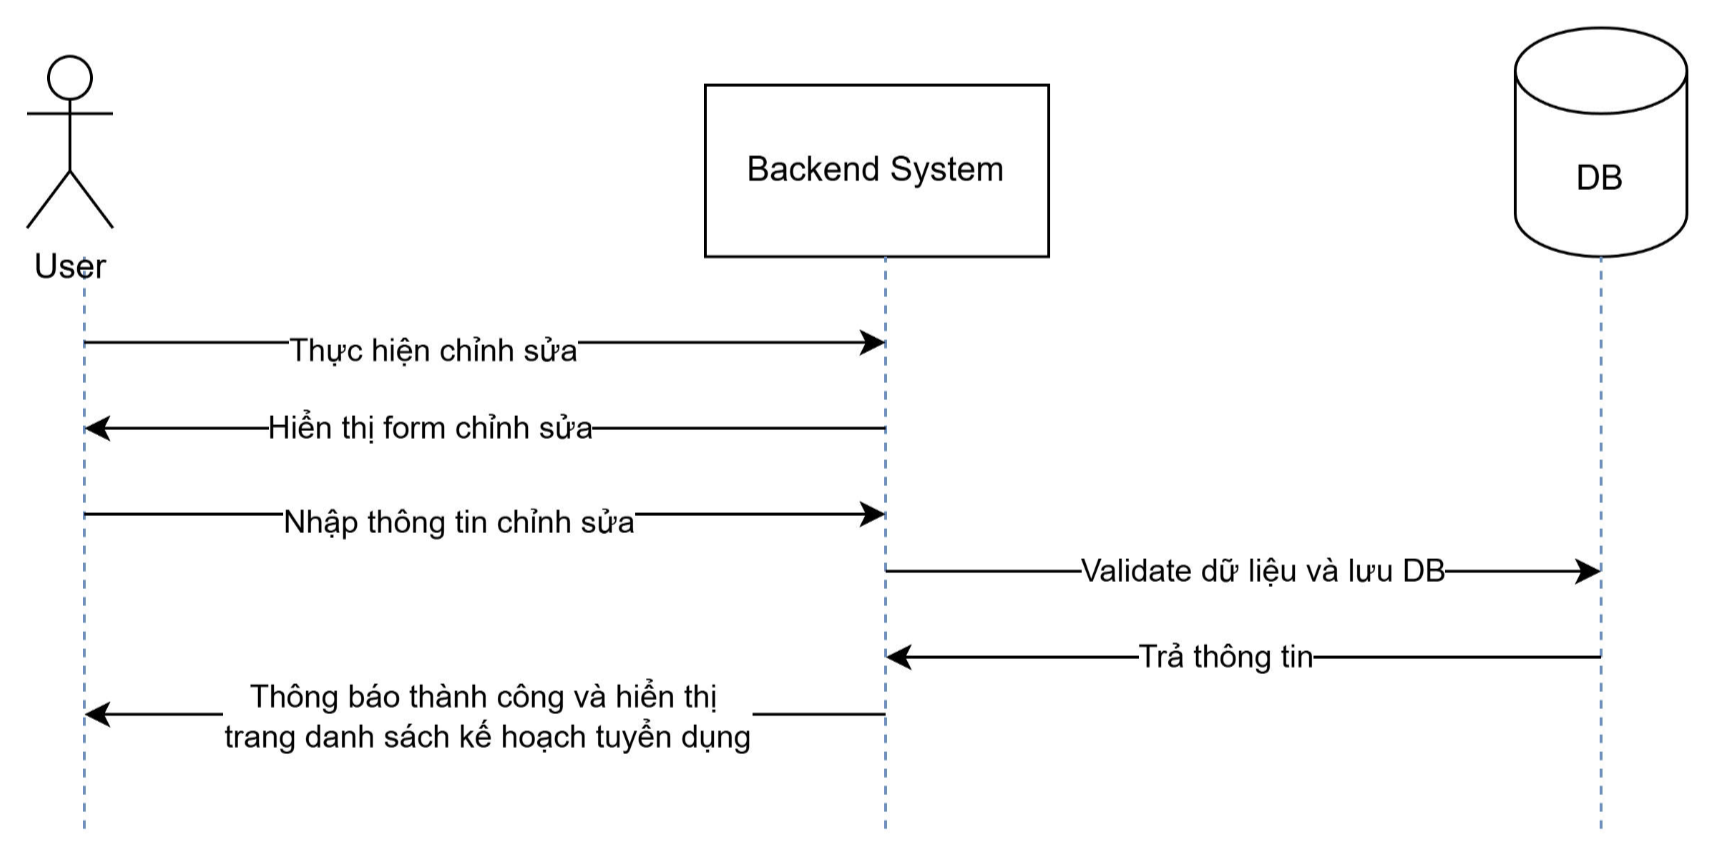 Backend System
DB
User
Thực hiện chỉnh sửa
Hiển thị form chỉnh sửa
Nhập thông tin chỉnh sửa
Validate dữ liệu và lưu DB
Trả thông tin
Thông báo thành công và hiển thị
trang danh sách kế hoạch tuyển dụng